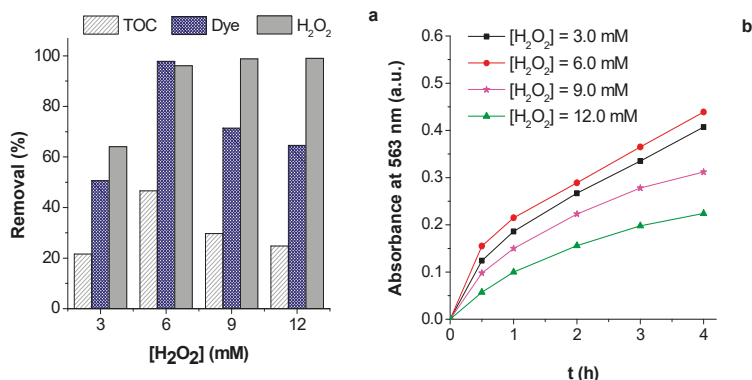 TOC Dye H₂O₂
a
Removal (%)
100
80
60
40
20
0
3 6 9 12
[H₂O₂] (mM)
b
Absorbance at 563 nm (a.u.)
0.6
0.5
0.4
0.3
0.2
0.1
0.0
[H₂O₂] = 3.0 mM
[H₂O₂] = 6.0 mM
[H₂O₂] = 9.0 mM
[H₂O₂] = 12.0 mM
0 1 2 3 4
t (h)